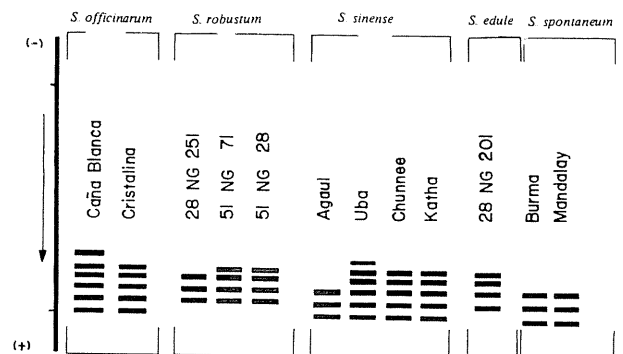 S. officinarum S. robustum S. sinense S. edule S. spontaneum
(-)
Caña Blanca
Cristalina
28 NG 251
51 NG 71
51 NG 28
Agaul
Uba
Chunnee
Katha
28 NG 201
Burma
Mandalay
(+)